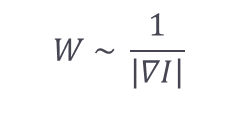 W ~ 1 / |∇I|